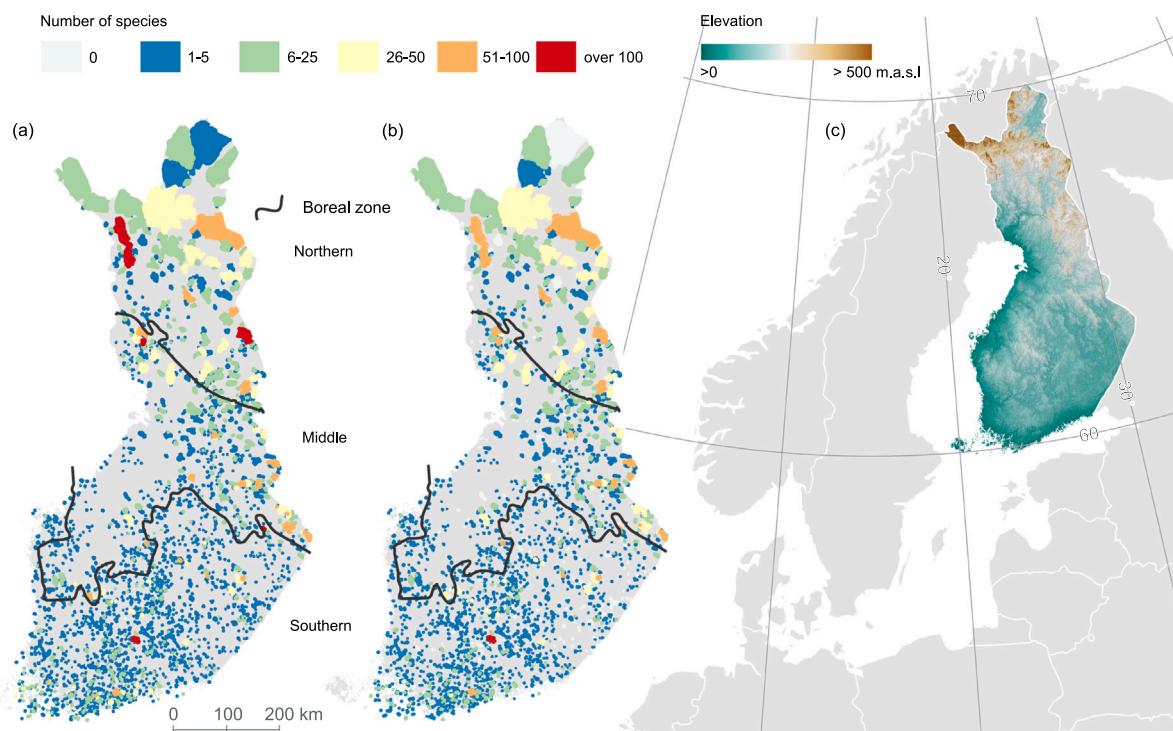 Number of species
0
1-5
6-25
26-50
51-100
over 100
Elevation
>0
> 500 m.a.s.l
(a)
(b)
(c)
70°
20°
30°
60
Boreal zone
Northern
Middle
Southern
0 100 200 km